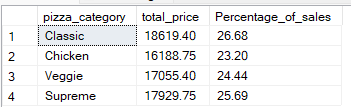 pizza_category total_price Percentage_of_sales
1 Classic 18619.40 26.68
2 Chicken 16188.75 23.20
3 Veggie 17055.40 24.44
4 Supreme 17929.75 25.69